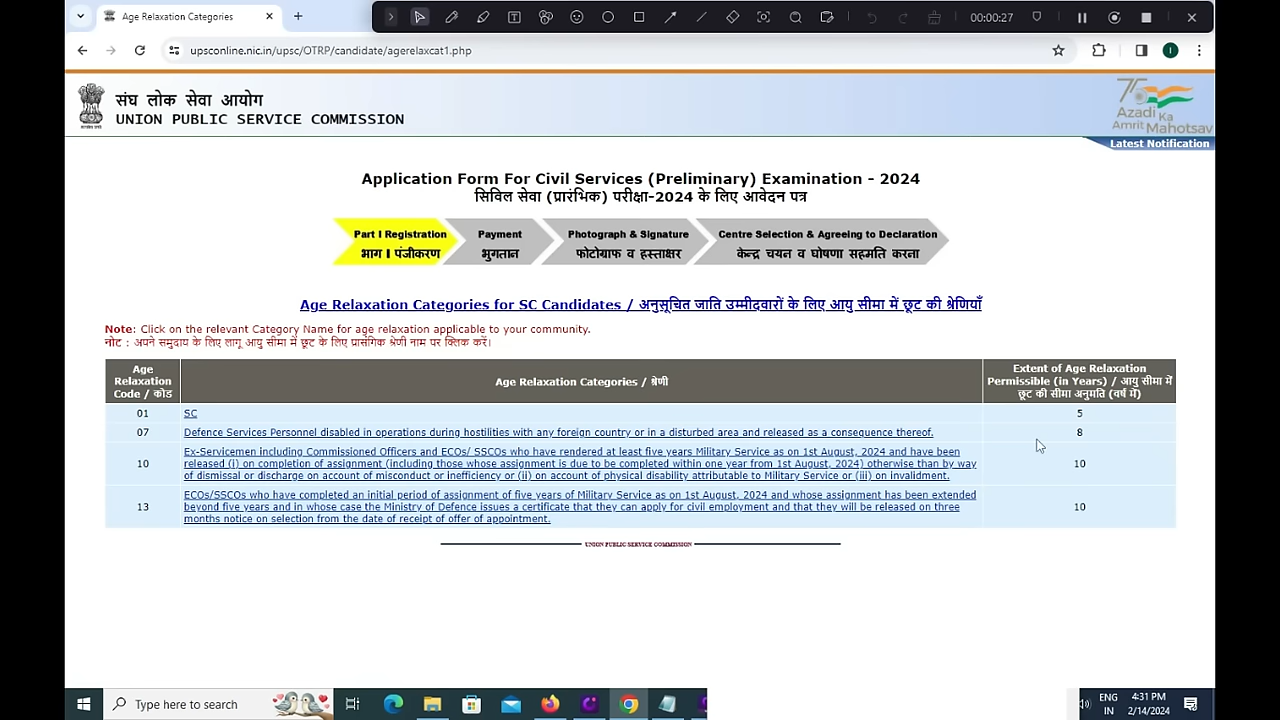 Age Relaxation Categories
00:00:27
upsconline.nic.in/upsc/OTRP/candidate/agerelaxcat1.php
I
संघ लोक सेवा आयोग
UNION PUBLIC SERVICE COMMISSION
75
Azadi
Ka
Amrit Mahotsav
Latest Notification
Application Form For Civil Services (Preliminary) Examination - 2024
सिविल सेवा (प्रारंभिक) परीक्षा-2024 के लिए आवेदन पत्र
Part I Registration
भाग I पंजीकरण
Payment
भुगतान
Photograph & Signature
फोटोग्राफ व हस्ताक्षर
Centre Selection & Agreeing to Declaration
केन्द्र चयन व घोषणा सहमति करना
Age Relaxation Categories for SC Candidates / अनुसूचित जाति उम्मीदवारों के लिए आयु सीमा में छूट की श्रेणियाँ
Note: Click on the relevant Category Name for age relaxation applicable to your community.
नोट : अपने समुदाय के लिए लागू आयु सीमा में छूट के लिए प्रासंगिक श्रेणी नाम पर क्लिक करें।
Age
Relaxation
Code / कोड
Age Relaxation Categories / श्रेणी
Extent of Age Relaxation
Permissible (in Years) / आयु सीमा में
छूट की सीमा अनुमति (वर्ष में)
01 SC 5
07 Defence Services Personnel disabled in operations during hostilities with any foreign country or in a disturbed area and released as a consequence thereof. 8
10
Ex-Servicemen including Commissioned Officers and ECOs/ SSCOs who have rendered at least five years Military Service as on 1st August, 2024 and have been
released (i) on completion of assignment (including those whose assignment is due to be completed within one year from 1st August, 2024) otherwise than by way
of dismissal or discharge on account of misconduct or inefficiency or (ii) on account of physical disability attributable to Military Service or (iii) on invalidment.
10
13
ECOs/SSCOs who have completed an initial period of assignment of five years of Military Service as on 1st August, 2024 and whose assignment has been extended
beyond five years and in whose case the Ministry of Defence issues a certificate that they can apply for civil employment and that they will be released on three
months notice on selection from the date of receipt of offer of appointment.
10
UNION PUBLIC SERVICE COMMISSION
Type here to search
ENG
IN
4:31 PM
2/14/2024